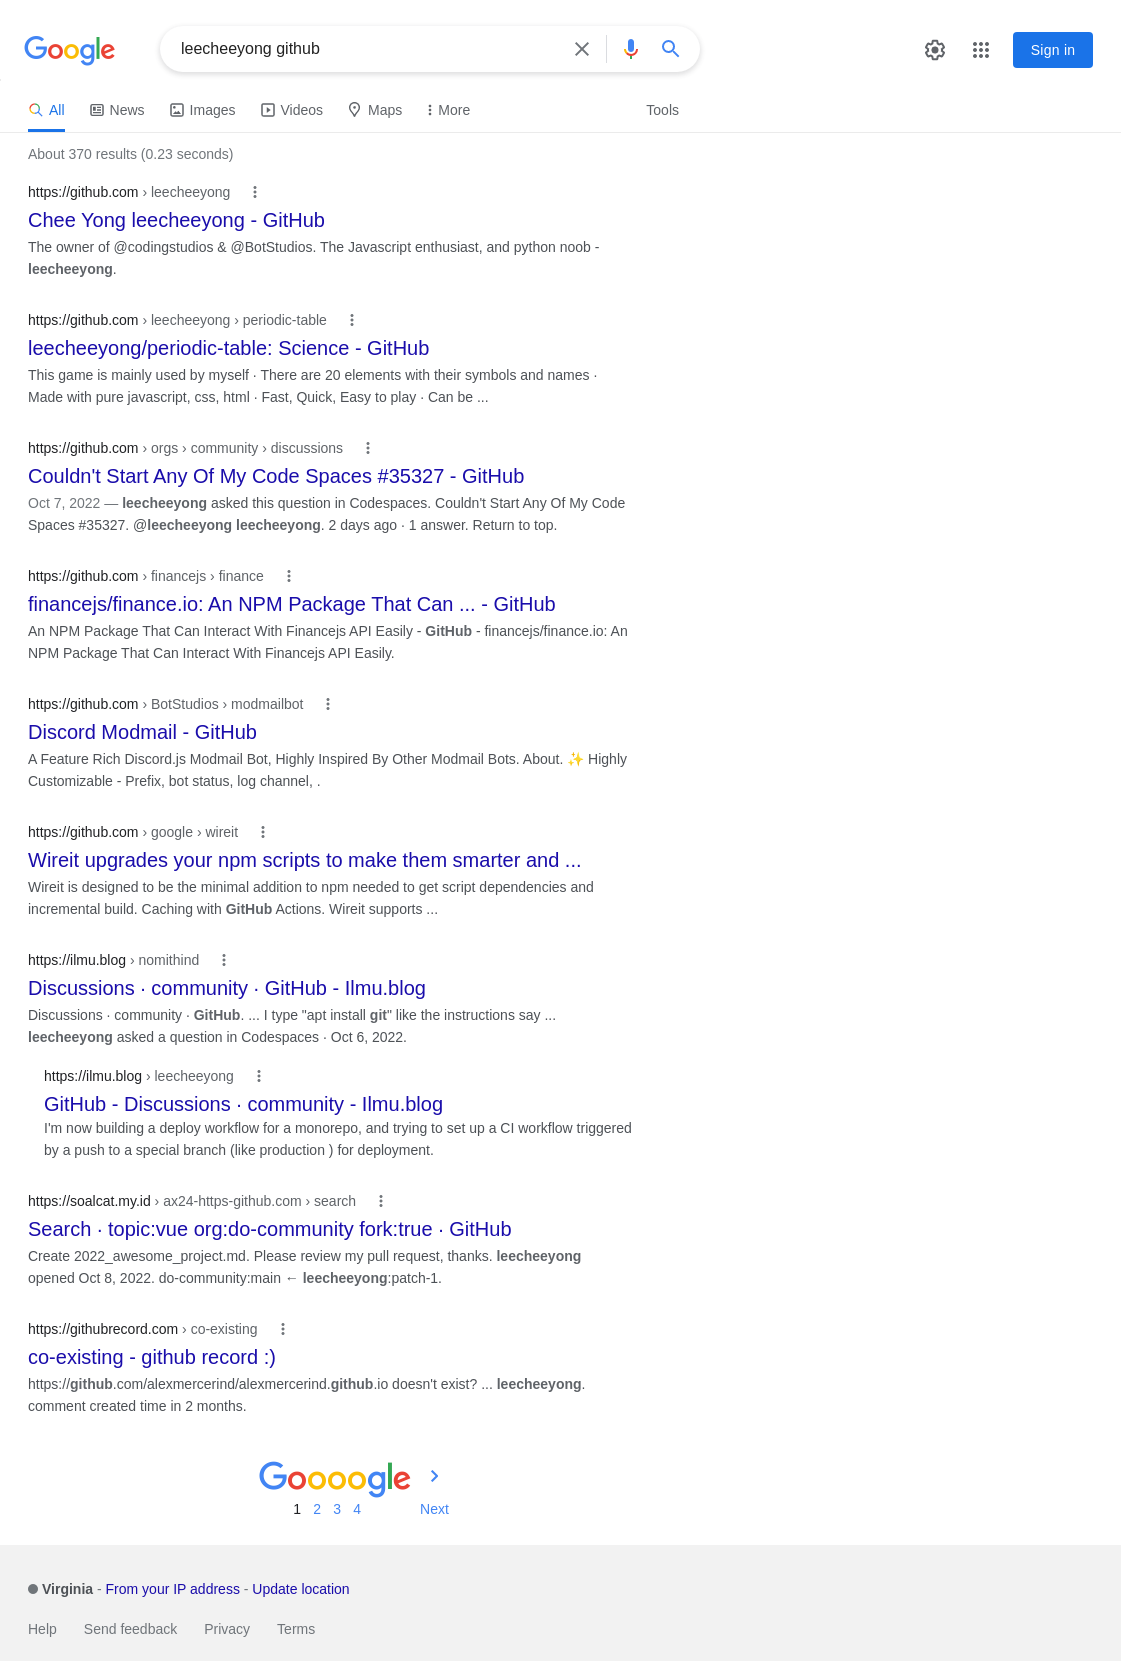 Google
leecheeyong github
Sign in
All News Images Videos Maps More Tools
About 370 results (0.23 seconds)
https://github.com › leecheeyong
Chee Yong leecheeyong - GitHub
The owner of @codingstudios & @BotStudios. The Javascript enthusiast, and python noob -
leecheeyong.
https://github.com › leecheeyong › periodic-table
leecheeyong/periodic-table: Science - GitHub
This game is mainly used by myself · There are 20 elements with their symbols and names ·
Made with pure javascript, css, html · Fast, Quick, Easy to play · Can be ...
https://github.com › orgs › community › discussions
Couldn't Start Any Of My Code Spaces #35327 - GitHub
Oct 7, 2022 — leecheeyong asked this question in Codespaces. Couldn't Start Any Of My Code
Spaces #35327. @leecheeyong leecheeyong. 2 days ago · 1 answer. Return to top.
https://github.com › financejs › finance
financejs/finance.io: An NPM Package That Can ... - GitHub
An NPM Package That Can Interact With Financejs API Easily - GitHub - financejs/finance.io: An
NPM Package That Can Interact With Financejs API Easily.
https://github.com › BotStudios › modmailbot
Discord Modmail - GitHub
A Feature Rich Discord.js Modmail Bot, Highly Inspired By Other Modmail Bots. About. ✨ Highly
Customizable - Prefix, bot status, log channel, .
https://github.com › google › wireit
Wireit upgrades your npm scripts to make them smarter and ...
Wireit is designed to be the minimal addition to npm needed to get script dependencies and
incremental build. Caching with GitHub Actions. Wireit supports ...
https://ilmu.blog › nomithind
Discussions · community · GitHub - Ilmu.blog
Discussions · community · GitHub. ... I type "apt install git" like the instructions say ...
leecheeyong asked a question in Codespaces · Oct 6, 2022.
https://ilmu.blog › leecheeyong
GitHub - Discussions · community - Ilmu.blog
I'm now building a deploy workflow for a monorepo, and trying to set up a CI workflow triggered
by a push to a special branch (like production ) for deployment.
https://soalcat.my.id › ax24-https-github.com › search
Search · topic:vue org:do-community fork:true · GitHub
Create 2022_awesome_project.md. Please review my pull request, thanks. leecheeyong
opened Oct 8, 2022. do-community:main ← leecheeyong:patch-1.
https://githubrecord.com › co-existing
co-existing - github record :)
https://github.com/alexmercerind/alexmercerind.github.io doesn't exist? ... leecheeyong.
comment created time in 2 months.
Goooogle
1 2 3 4 Next
Virginia - From your IP address - Update location
Help Send feedback Privacy Terms